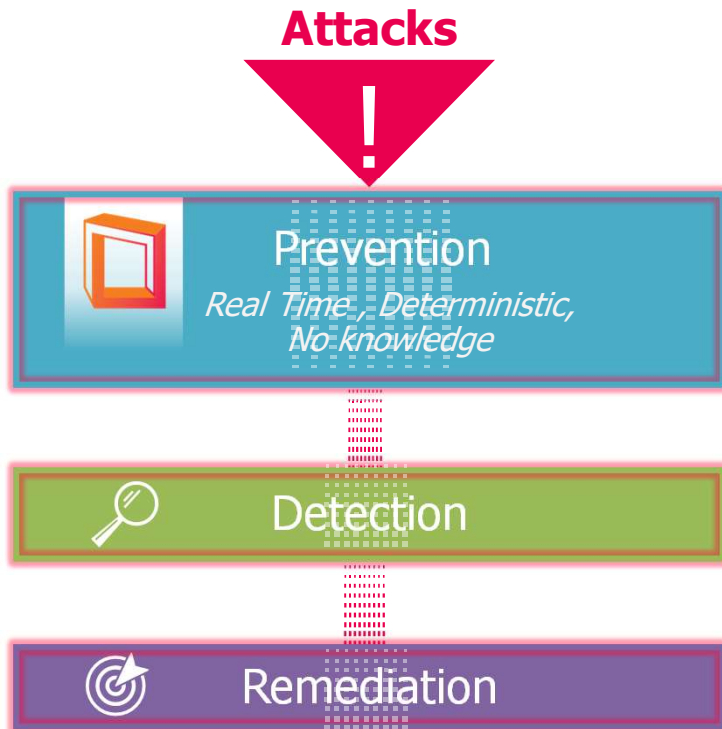 Attacks
!
Prevention
Real Time , Deterministic,
No knowledge
Detection
Remediation